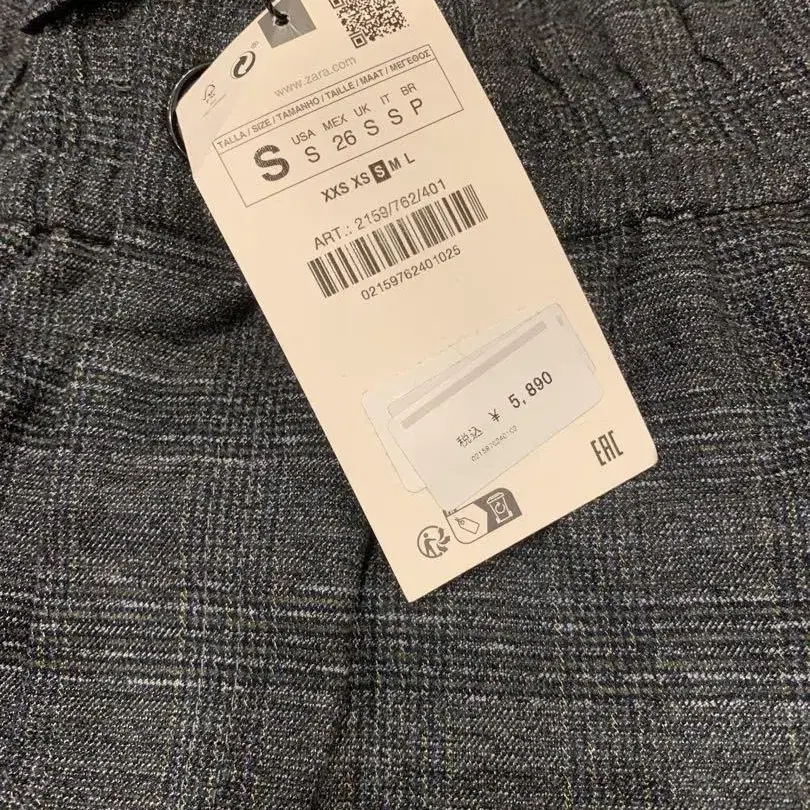 www.zara.com
TALLA / SIZE / TAMANHO / TAILLE / MAAT / ΜΕΓΕΘΟΣ
S
USA MEX UK IT BR
S 26 S S P
XXS XS S M L
ART.: 2159/762/401
02159762401025
税込 ¥ 5,890
EAC